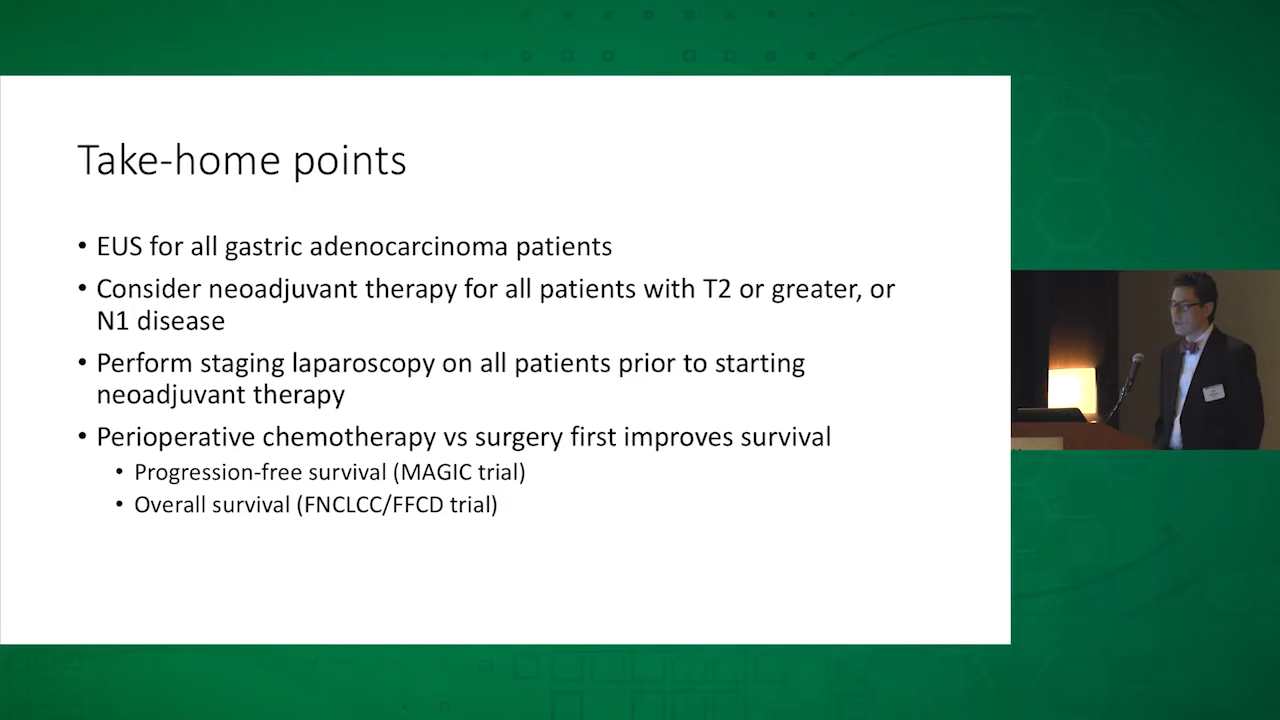 Take-home points
• EUS for all gastric adenocarcinoma patients
• Consider neoadjuvant therapy for all patients with T2 or greater, or
N1 disease
• Perform staging laparoscopy on all patients prior to starting
neoadjuvant therapy
• Perioperative chemotherapy vs surgery first improves survival
• Progression-free survival (MAGIC trial)
• Overall survival (FNCLCC/FFCD trial)